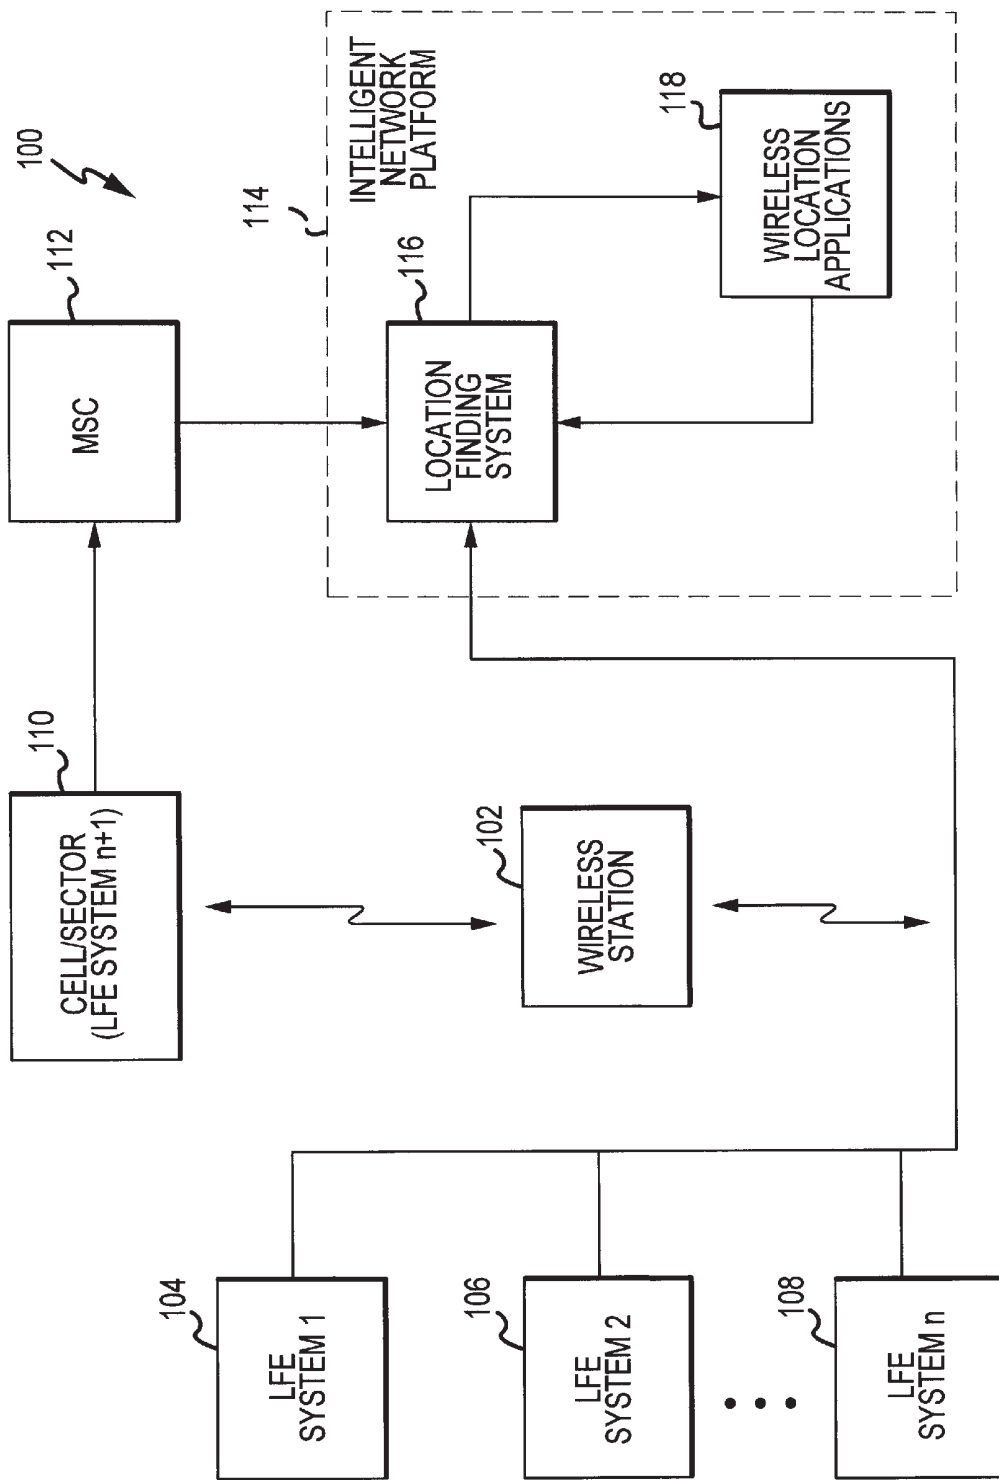 100
CELL/SECTOR
(LFE SYSTEM n+1)
110
MSC
112
LFE
SYSTEM 1
104
LFE
SYSTEM 2
106
LFE
SYSTEM n
108
WIRELESS
STATION
102
114
INTELLIGENT
NETWORK
PLATFORM
LOCATION
FINDING
SYSTEM
116
WIRELESS
LOCATION
APPLICATIONS
118